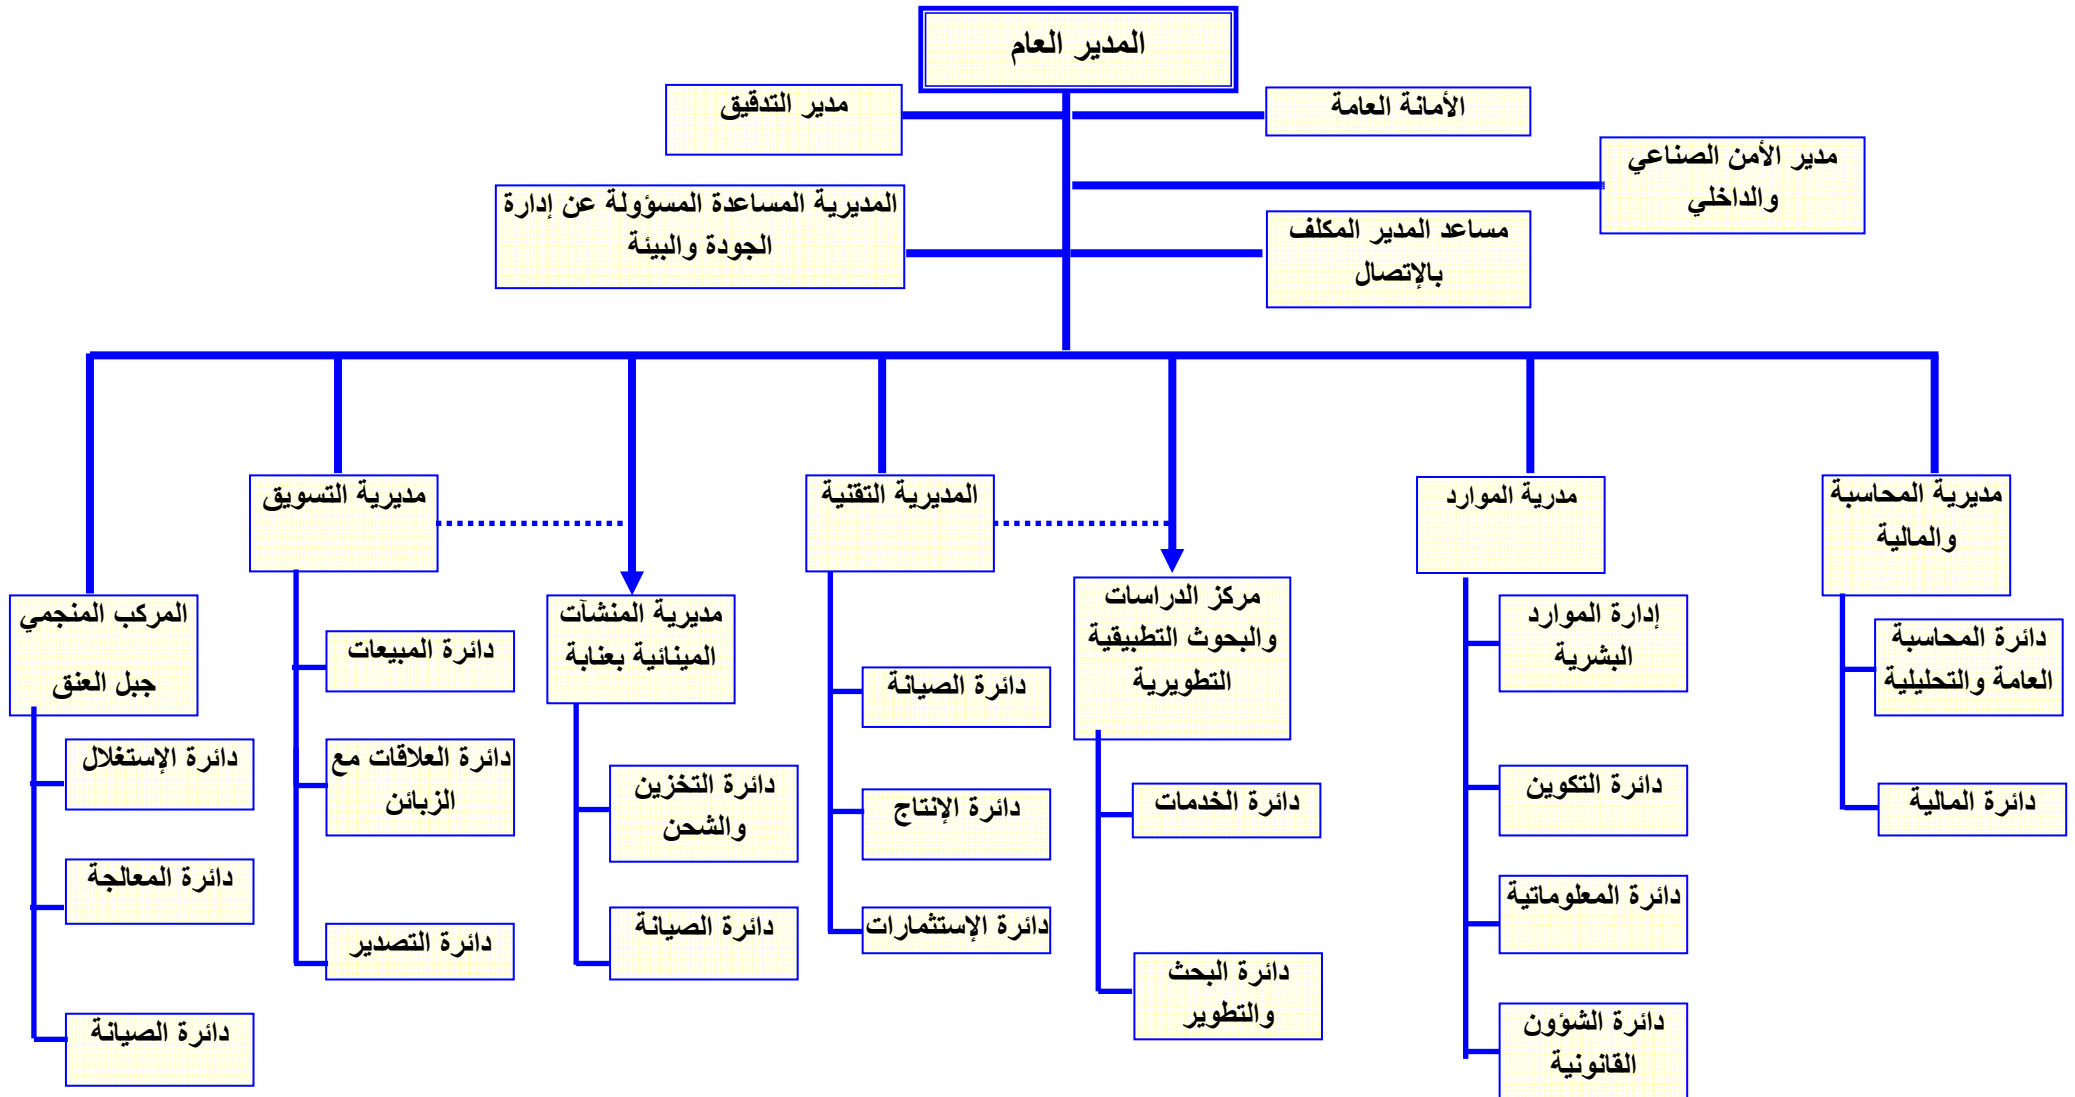 المدير العام
الأمانة العامة
مدير التدقيق
مدير الأمن الصناعي
والداخلي
المديرية المساعدة المسؤولة عن إدارة
الجودة والبيئة
مساعد المدير المكلف
بالإتصال
مديرية المحاسبة
والمالية
دائرة المحاسبة
العامة والتحليلية
دائرة المالية
مدرية الموارد
إدارة الموارد
البشرية
دائرة التكوين
دائرة المعلوماتية
دائرة الشؤون
القانونية
مركز الدراسات
والبحوث التطبيقية
التطويرية
دائرة الخدمات
دائرة البحث
والتطوير
المديرية التقنية
دائرة الصيانة
دائرة الإنتاج
دائرة الإستثمارات
مديرية المنشآت
المينائية بعنابة
دائرة التخزين
والشحن
دائرة الصيانة
مديرية التسويق
دائرة المبيعات
دائرة العلاقات مع
الزبائن
دائرة التصدير
المركب المنجمي
جبل العنق
دائرة الإستغلال
دائرة المعالجة
دائرة الصيانة